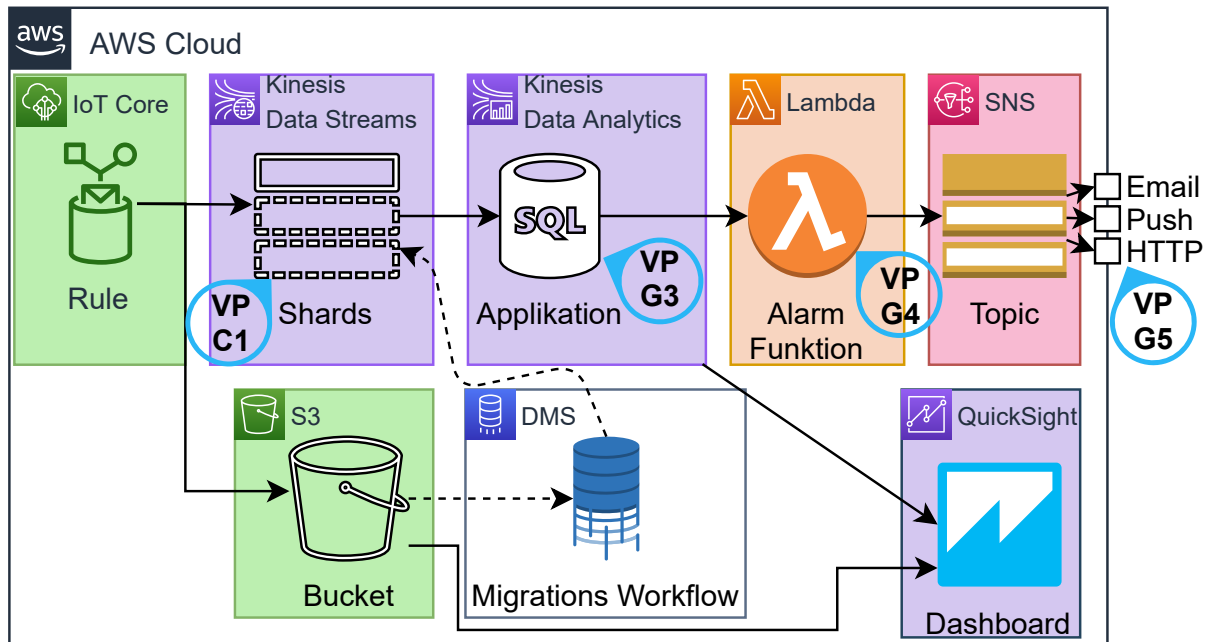 aws
AWS Cloud
IoT Core
Rule
Kinesis
Data Streams
Shards
VP
C1
Kinesis
Data Analytics
SQL
Applikation
VP
G3
Lambda
Alarm
Funktion
VP
G4
SNS
Topic
Email
Push
HTTP
VP
G5
S3
Bucket
DMS
Migrations Workflow
QuickSight
Dashboard